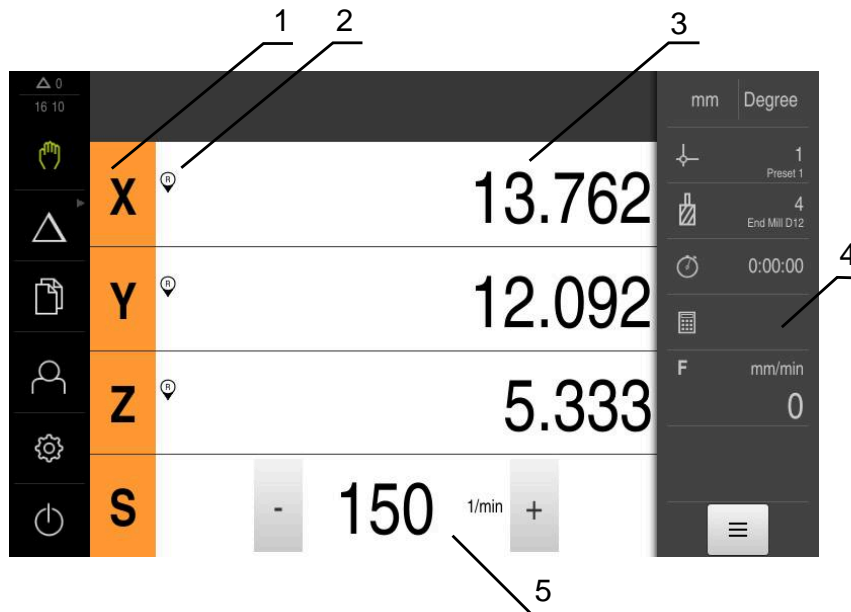 1 2 3
0
16 10
mm Degree
1
Preset 1
X R 13.762
4
End Mill D12
0:00:00
4
Y R 12.092
F mm/min
0
Z R 5.333
S - 150 1/min +
5